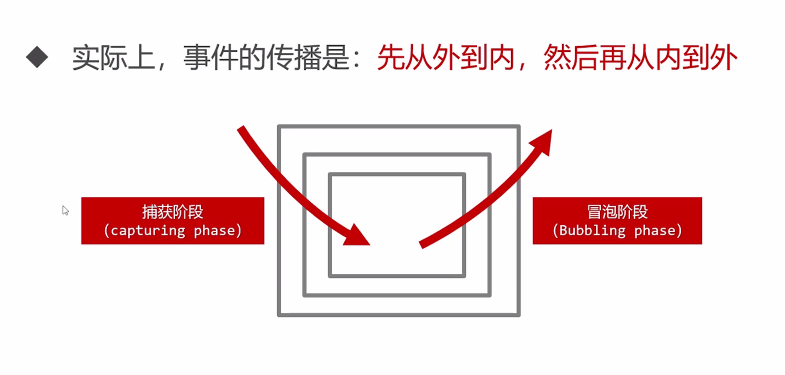 实际上，事件的传播是：先从外到内，然后再从内到外
捕获阶段
(capturing phase)
冒泡阶段
(Bubbling phase)